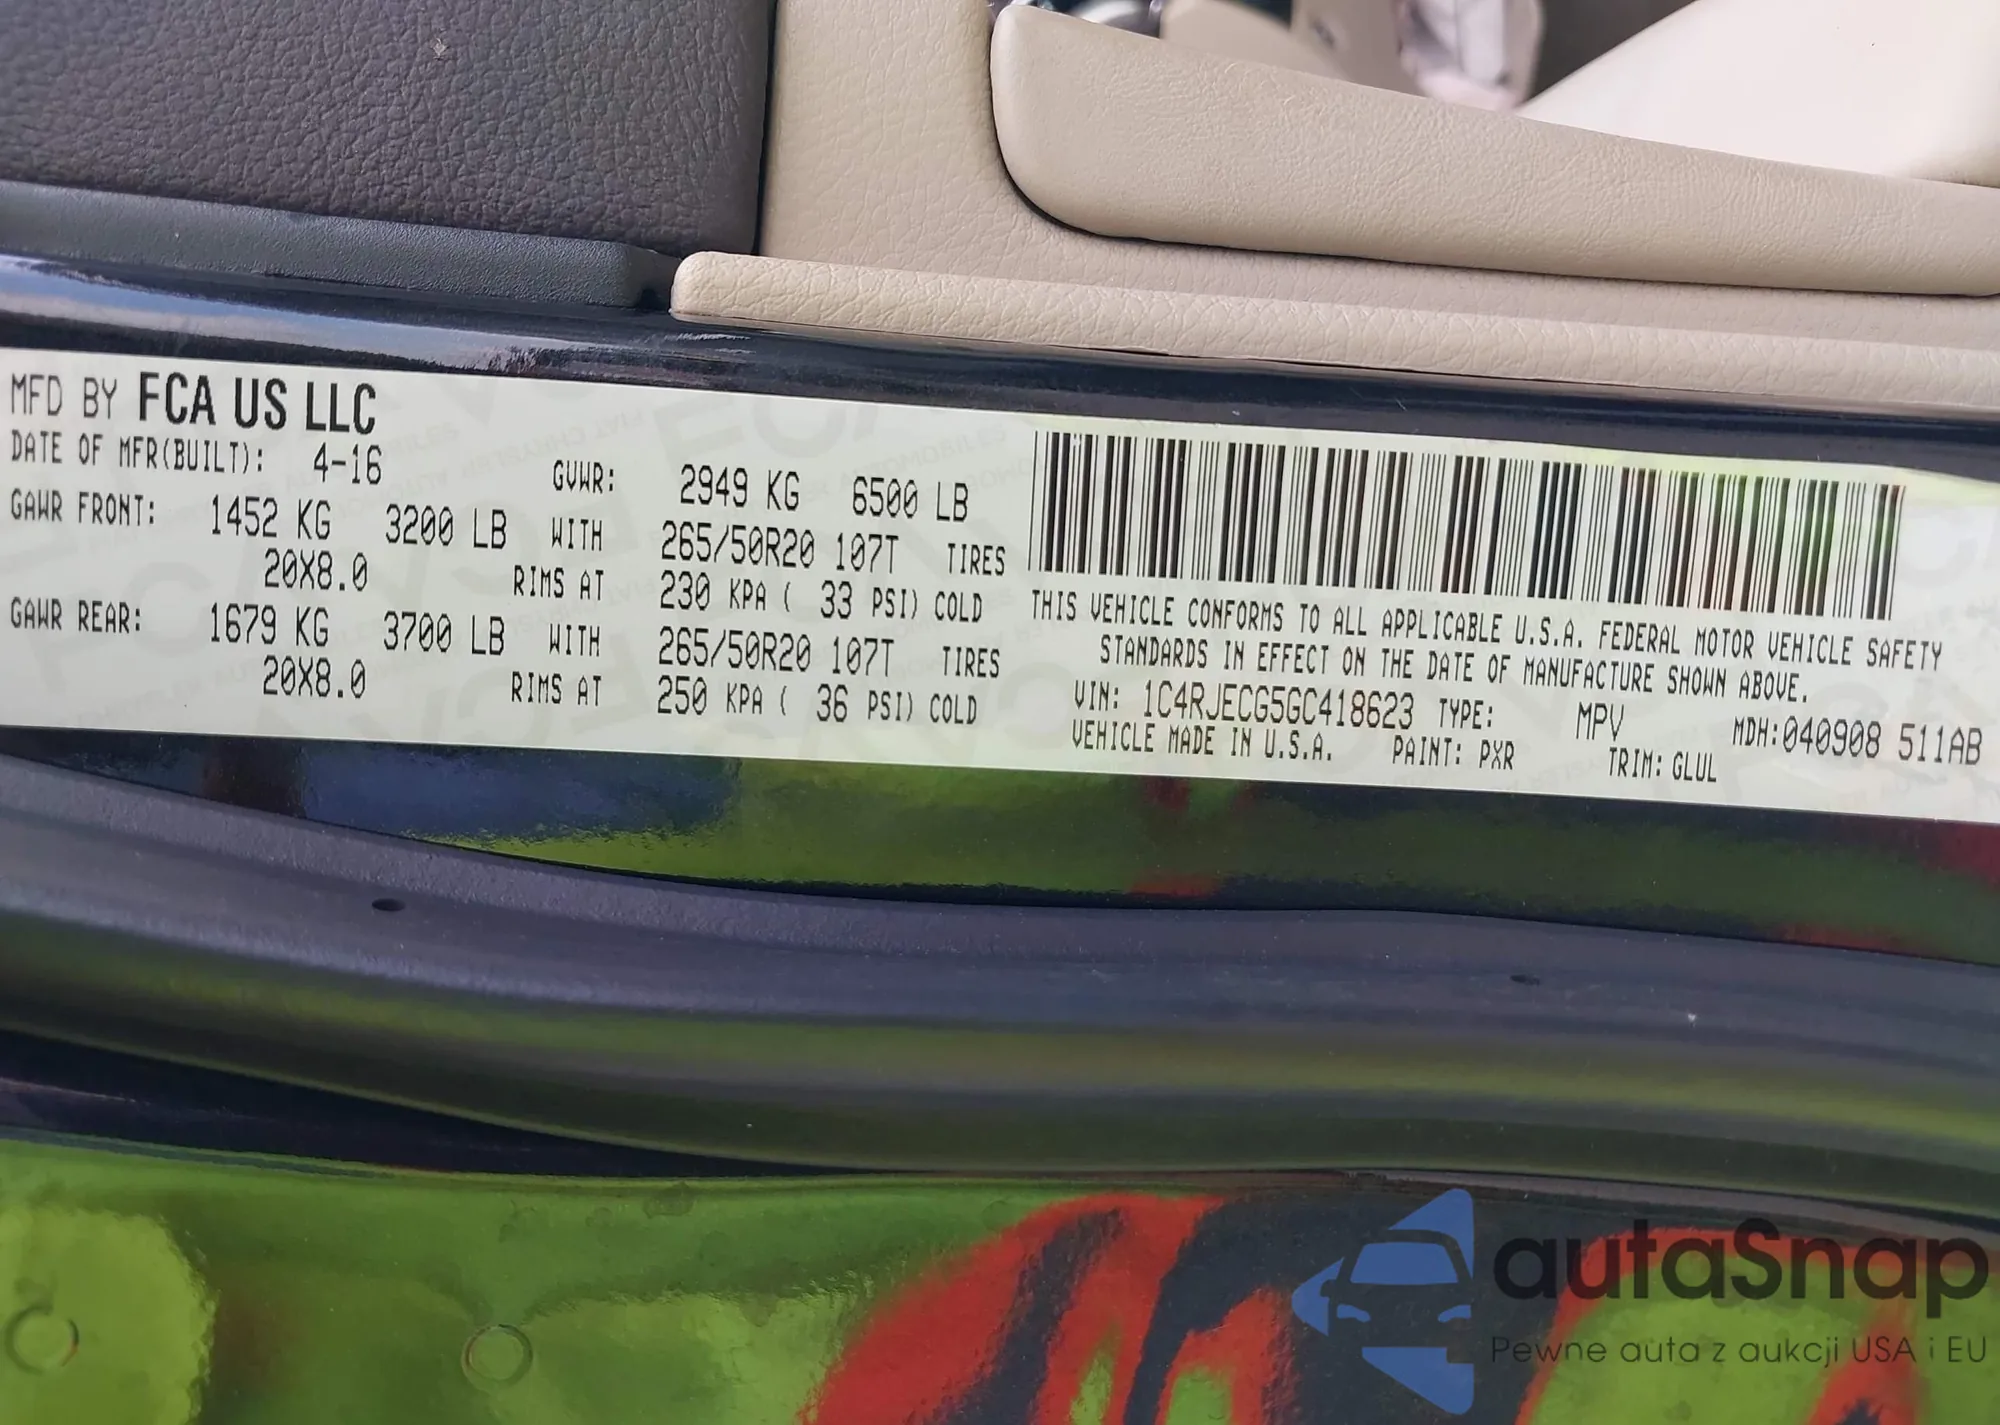 MFD BY FCA US LLC
DATE OF MFR(BUILT): 4-16 GVWR: 2949 KG 6500 LB
GAWR FRONT: 1452 KG 3200 LB WITH 265/50R20 107T TIRES
20X8.0 RIMS AT 230 KPA ( 33 PSI) COLD
GAWR REAR: 1679 KG 3700 LB WITH 265/50R20 107T TIRES
20X8.0 RIMS AT 250 KPA ( 36 PSI) COLD
THIS VEHICLE CONFORMS TO ALL APPLICABLE U.S.A. FEDERAL MOTOR VEHICLE SAFETY
STANDARDS IN EFFECT ON THE DATE OF MANUFACTURE SHOWN ABOVE.
VIN: 1C4RJECG5GC418623 TYPE: MPV MDH:040908 511AB
VEHICLE MADE IN U.S.A. PAINT: PXR TRIM: GLUL
autaSnap
Pewne auta z aukcji USA i EU